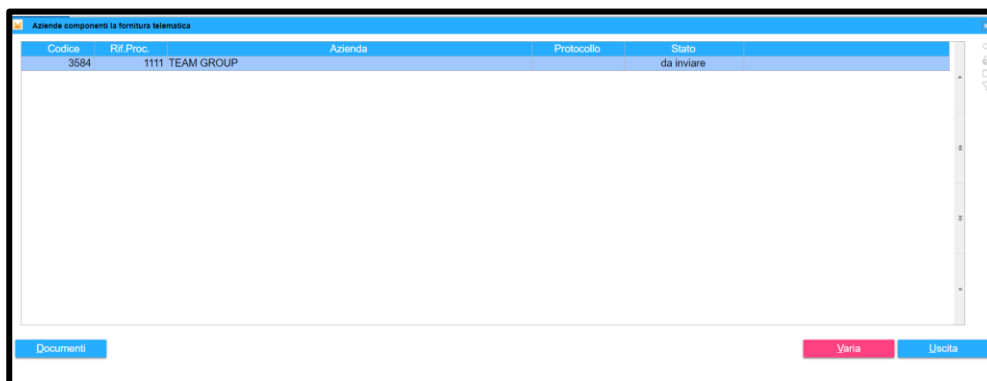 Aziende componenti la fornitura telematica
Codice Rif.Proc. Azienda Protocollo Stato
3584 1111 TEAM GROUP da inviare
Documenti Varia Uscita